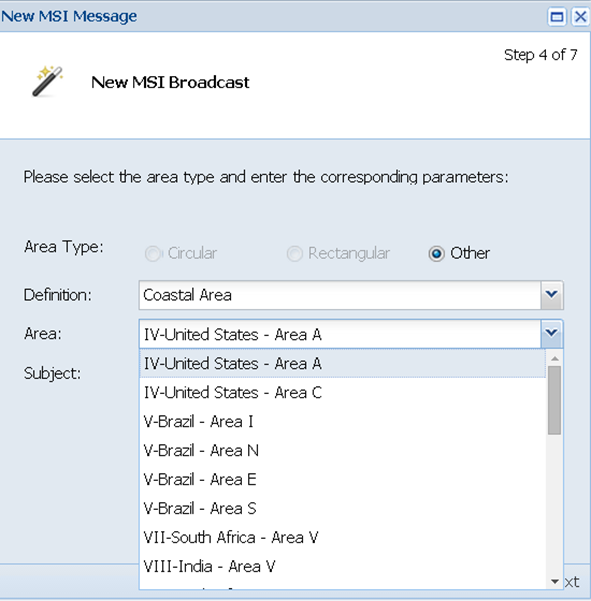 New MSI Message
Step 4 of 7
New MSI Broadcast
Please select the area type and enter the corresponding parameters:
Area Type: Circular Rectangular Other
Definition: Coastal Area
Area: IV-United States - Area A
Subject:
IV-United States - Area A
IV-United States - Area C
V-Brazil - Area I
V-Brazil - Area N
V-Brazil - Area E
V-Brazil - Area S
VII-South Africa - Area V
VIII-India - Area V
xt